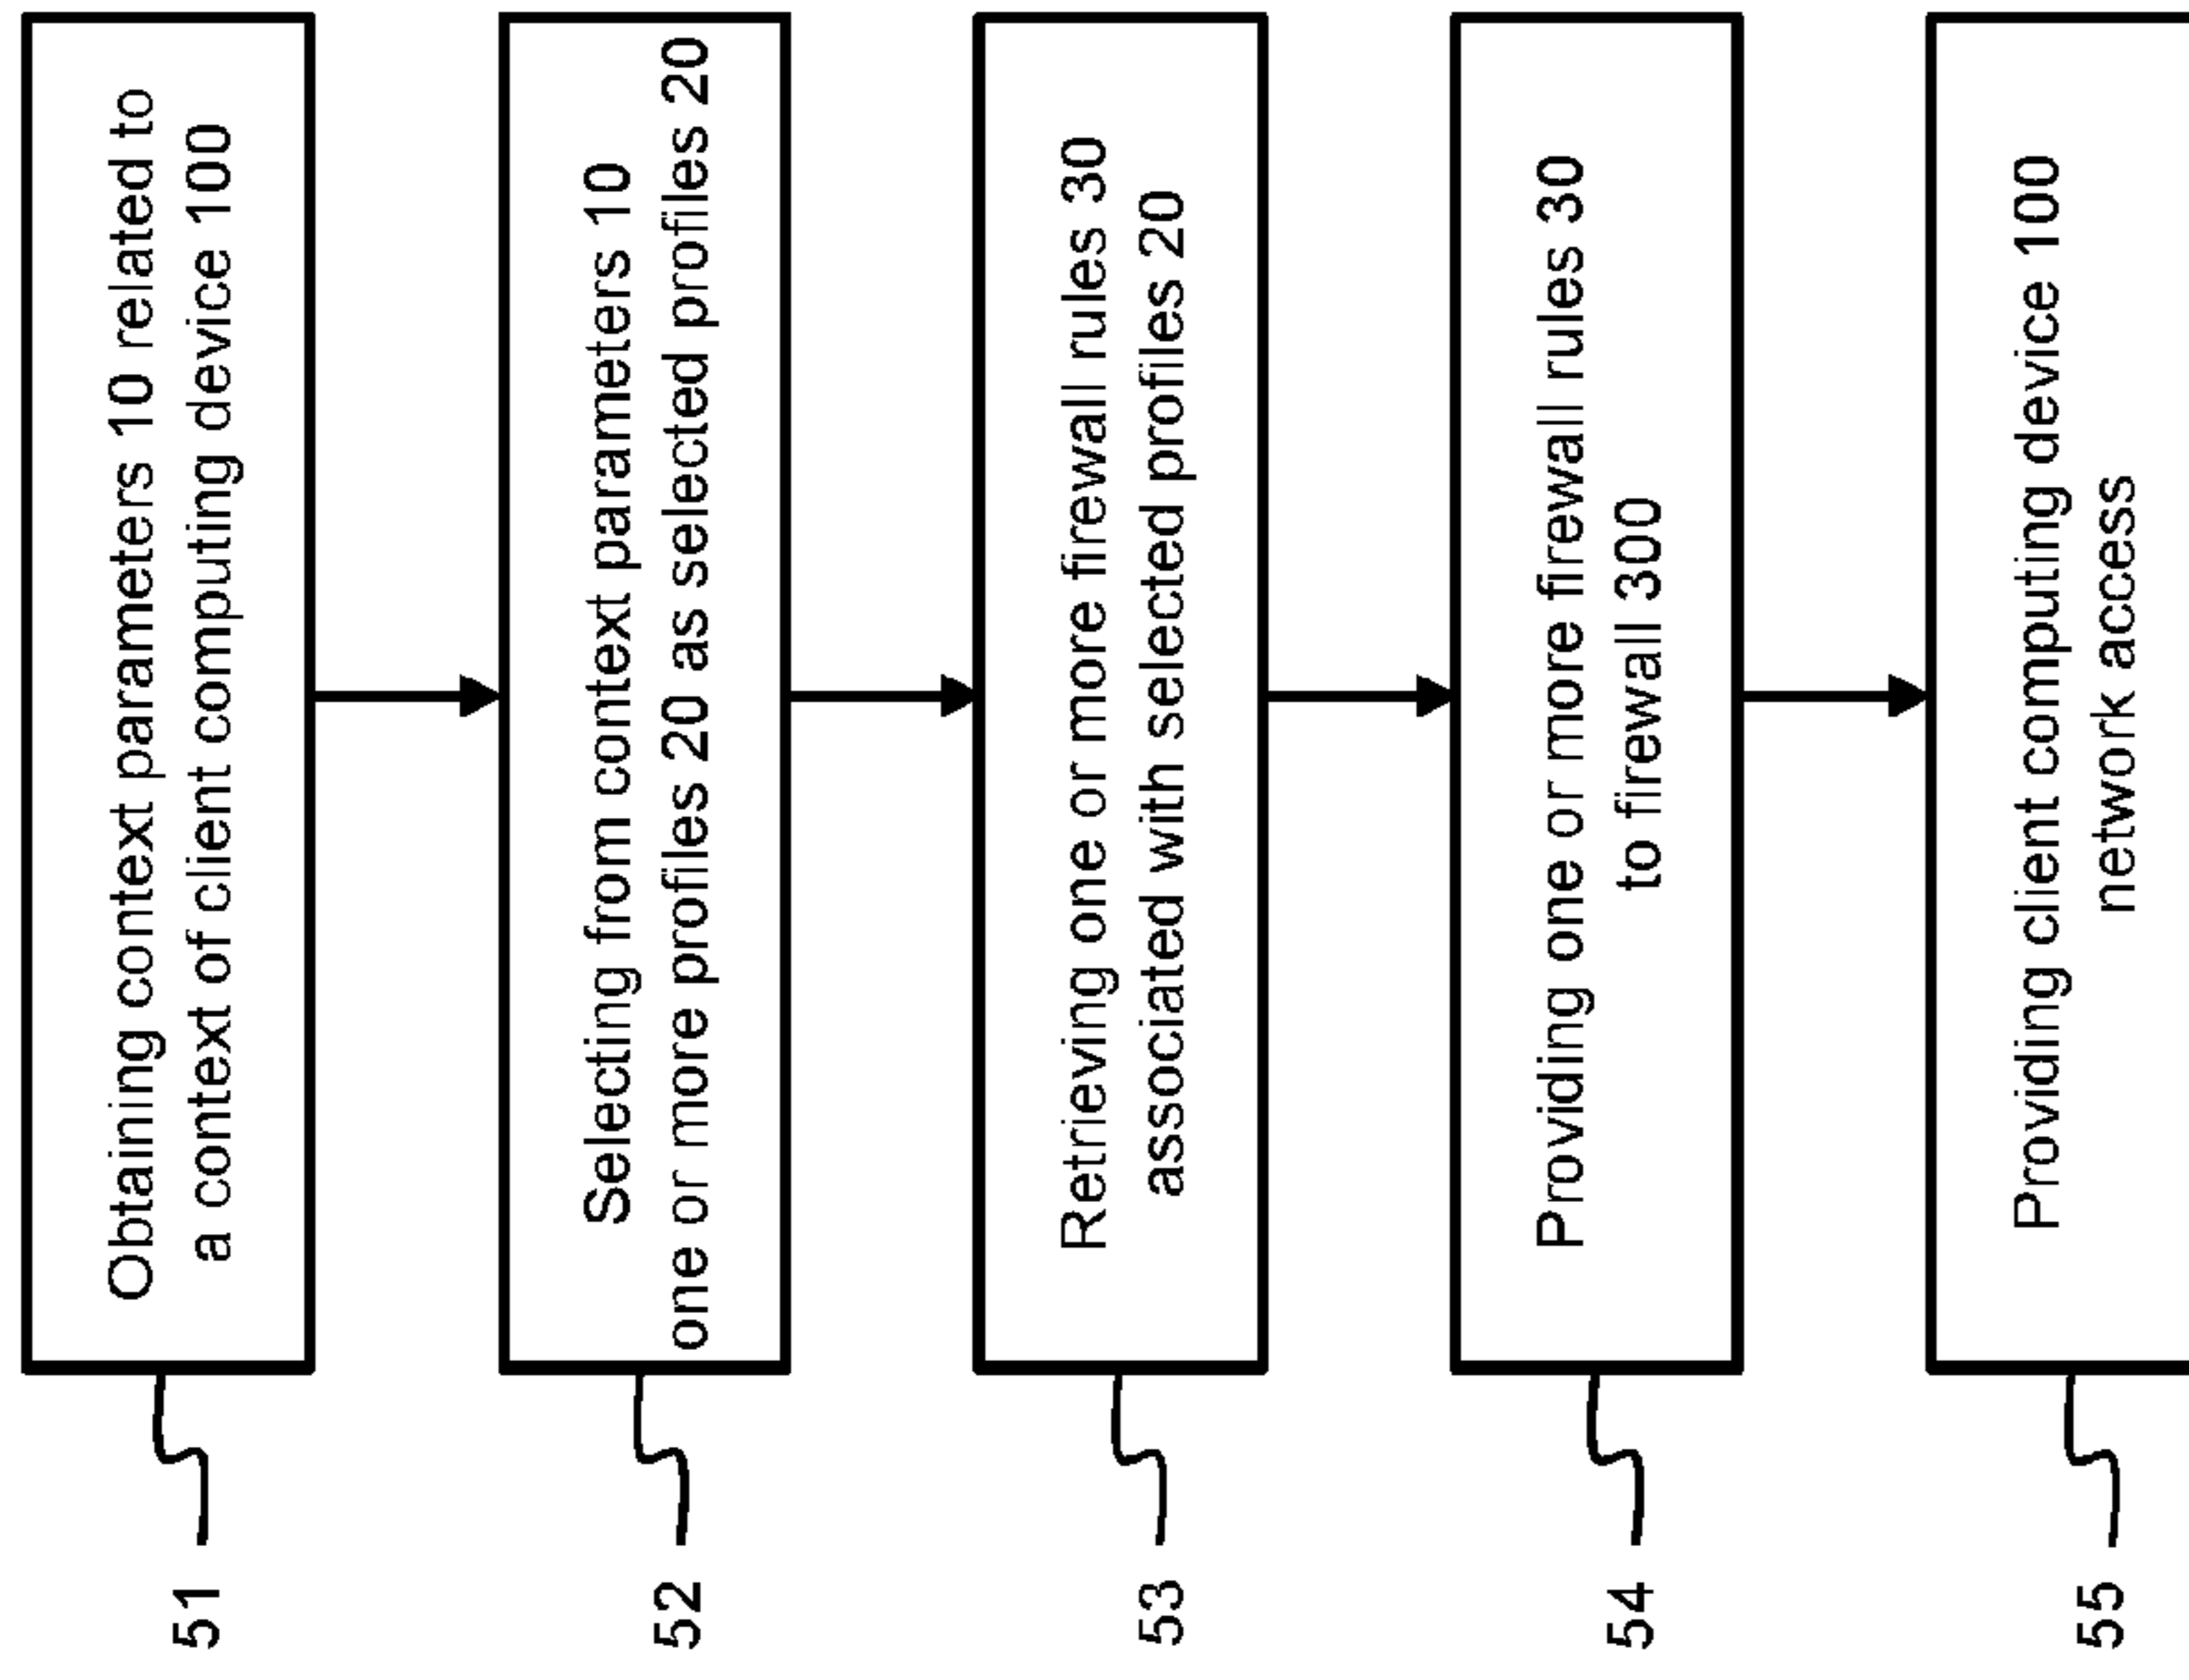 51
Obtaining context parameters 10 related to
a context of client computing device 100
52
Selecting from context parameters 10
one or more profiles 20 as selected profiles 20
53
Retrieving one or more firewall rules 30
associated with selected profiles 20
54
Providing one or more firewall rules 30
to firewall 300
55
Providing client computing device 100
network access